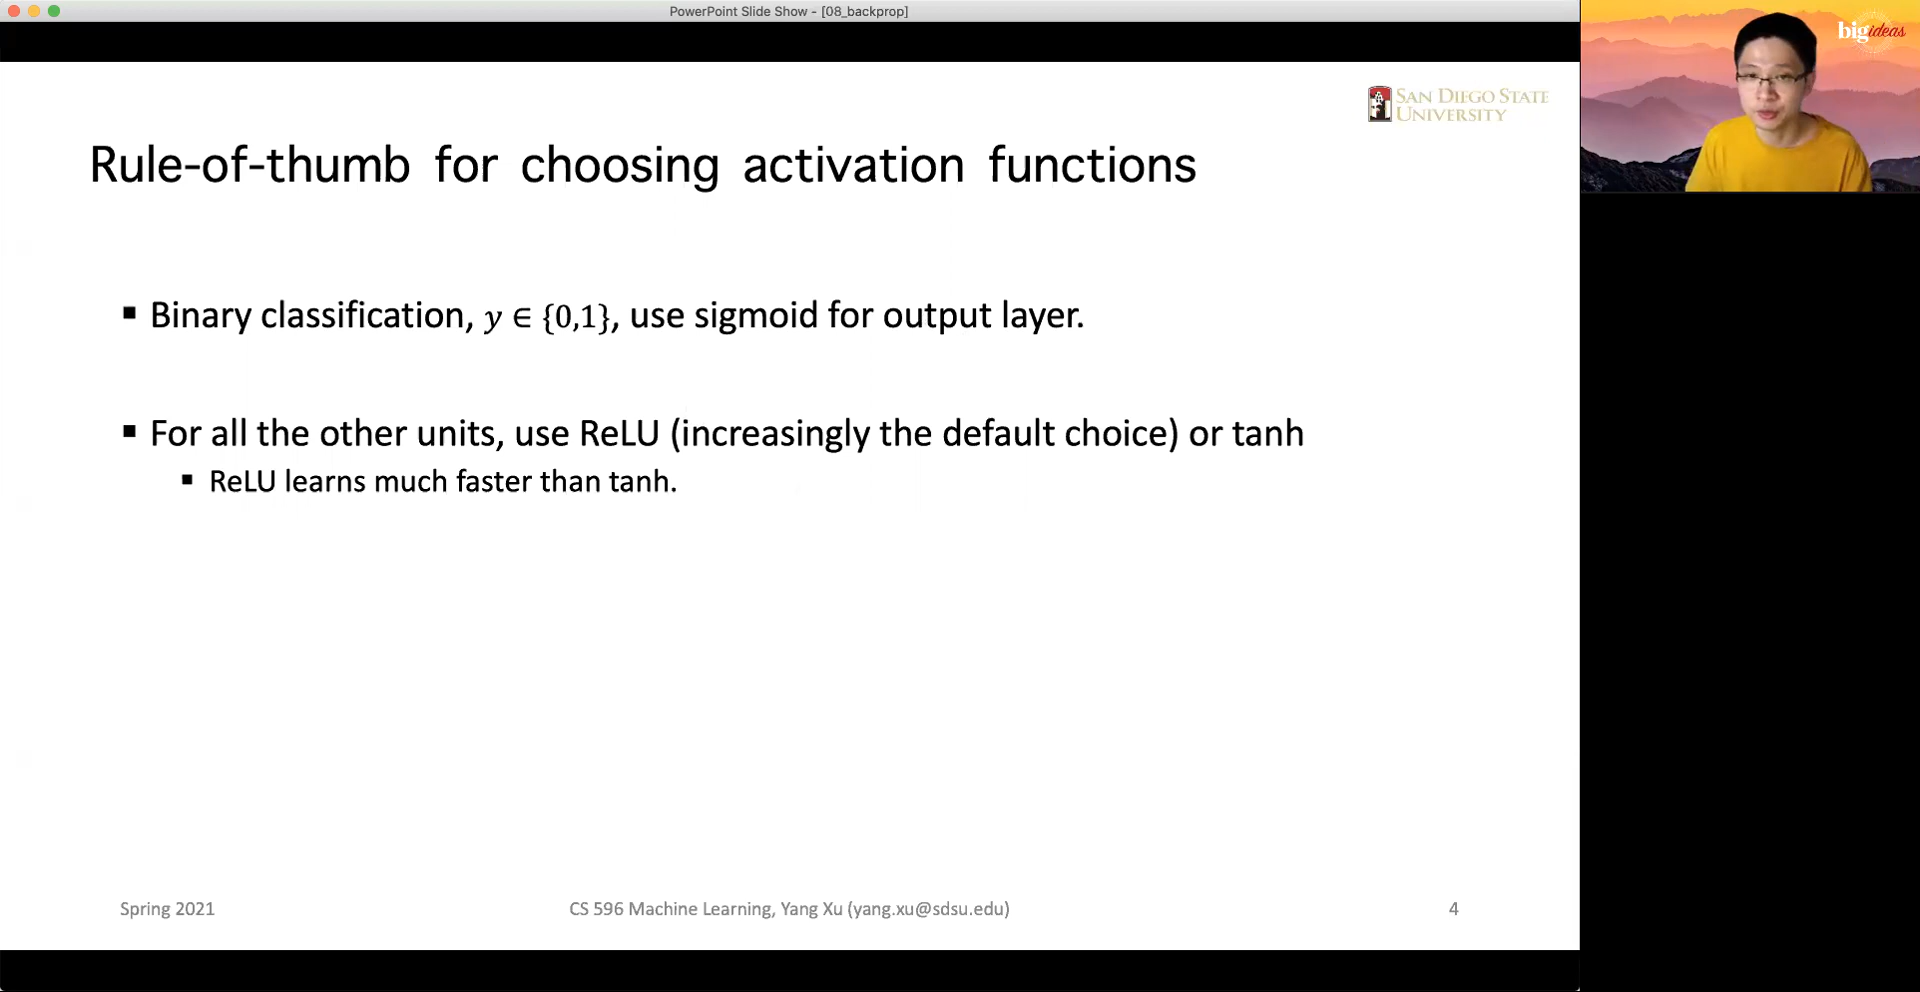 PowerPoint Slide Show - [08_backprop]
bigideas
SAN DIEGO STATE
UNIVERSITY
Rule-of-thumb for choosing activation functions
▪ Binary classification, y ∈ {0,1}, use sigmoid for output layer.
▪ For all the other units, use ReLU (increasingly the default choice) or tanh
▪ ReLU learns much faster than tanh.
Spring 2021
CS 596 Machine Learning, Yang Xu (yang.xu@sdsu.edu)
4